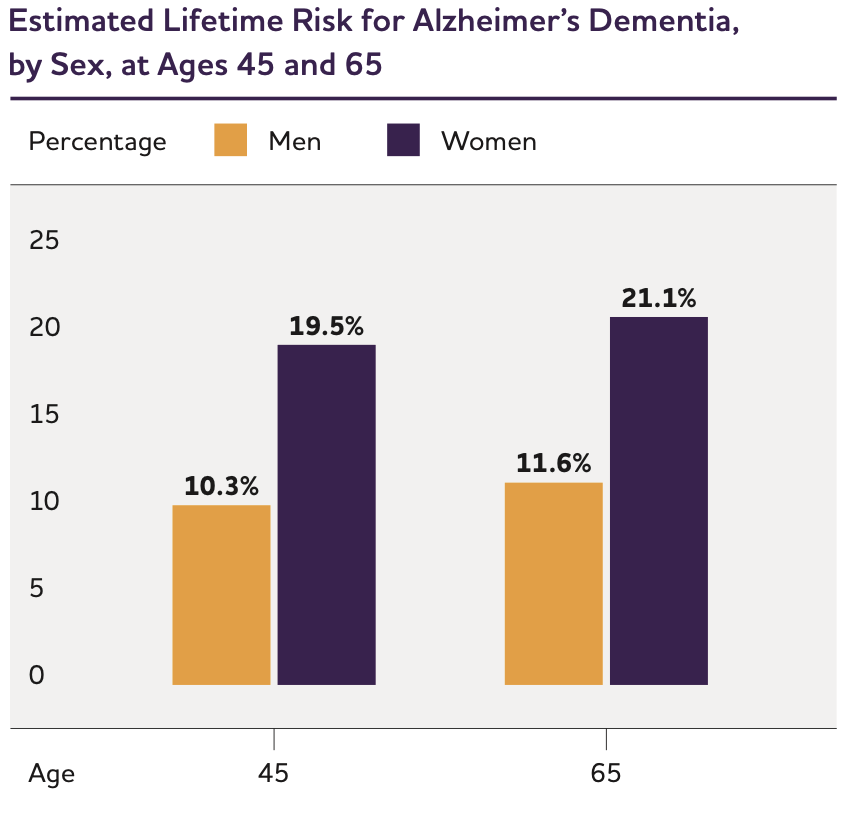 Estimated Lifetime Risk for Alzheimer’s Dementia,
by Sex, at Ages 45 and 65
Percentage Men Women
25
21.1%
20
19.5%
15
11.6%
10.3%
10
5
0
Age 45 65